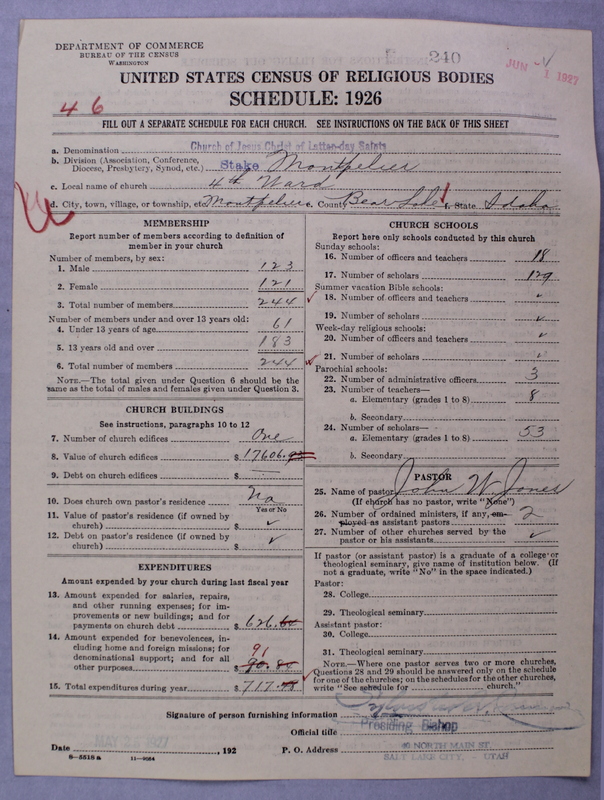 DEPARTMENT OF COMMERCE
BUREAU OF THE CENSUS
WASHINGTON
240
JUN 1 1927
UNITED STATES CENSUS OF RELIGIOUS BODIES
SCHEDULE: 1926
46
FILL OUT A SEPARATE SCHEDULE FOR EACH CHURCH. SEE INSTRUCTIONS ON THE BACK OF THIS SHEET
a. Denomination Church of Jesus Christ of Latter-day Saints
b. Division (Association, Conference, Diocese, Presbytery, Synod, etc.) Stake Montpelier
c. Local name of church 4th Ward
d. City, town, village, or township, etc. Montpelier e. County Bear Lake f. State Idaho
MEMBERSHIP
Report number of members according to definition of
member in your church
Number of members, by sex:
1. Male 123
2. Female 121
3. Total number of members 244
Number of members under and over 13 years old:
4. Under 13 years of age 61
5. 13 years old and over 183
6. Total number of members 244
NOTE.—The total given under Question 6 should be the
same as the total of males and females given under Question 3.
CHURCH BUILDINGS
See instructions, paragraphs 10 to 12
7. Number of church edifices One
8. Value of church edifices $ 17606.
9. Debt on church edifices $
10. Does church own pastor's residence No
Yes or No
11. Value of pastor's residence (if owned by
church) $ ✓
12. Debt on pastor's residence (if owned by
church) $ ✓
EXPENDITURES
Amount expended by your church during last fiscal year
13. Amount expended for salaries, repairs,
and other running expenses; for im-
provements or new buildings; and for
payments on church debt $ 626.60
14. Amount expended for benevolences, in-
cluding home and foreign missions; for
denominational support; and for all
91
other purposes $ 90.80
15. Total expenditures during year $ 717.
CHURCH SCHOOLS
Report here only schools conducted by this church
Sunday schools:
16. Number of officers and teachers 18
17. Number of scholars 129
Summer vacation Bible schools:
18. Number of officers and teachers ✓
19. Number of scholars ✓
Week-day religious schools:
20. Number of officers and teachers ✓
21. Number of scholars ✓
Parochial schools:
22. Number of administrative officers 3
23. Number of teachers—
a. Elementary (grades 1 to 8) 8
b. Secondary
24. Number of scholars—
a. Elementary (grades 1 to 8) 53
b. Secondary
PASTOR
25. Name of pastor John W. Jones
(If church has no pastor, write "None")
26. Number of ordained ministers, if any, em-
ployed as assistant pastors 2
27. Number of other churches served by the
pastor or his assistants ✓
If pastor (or assistant pastor) is a graduate of a college or
theological seminary, give name of institution below. (If
not a graduate, write "No" in the space indicated.)
Pastor:
28. College
29. Theological seminary
Assistant pastor:
30. College
31. Theological seminary
NOTE.—Where one pastor serves two or more churches,
Questions 28 and 29 should be answered only on the schedule
for one of the churches; on the schedules for the other churches,
write "See schedule for church."
Signature of person furnishing information
Official title Presiding Bishop
Date MAY 1927 , 192
P. O. Address 40 NORTH MAIN ST.,
SALT LAKE CITY, - UTAH
8-5518a 11-9084